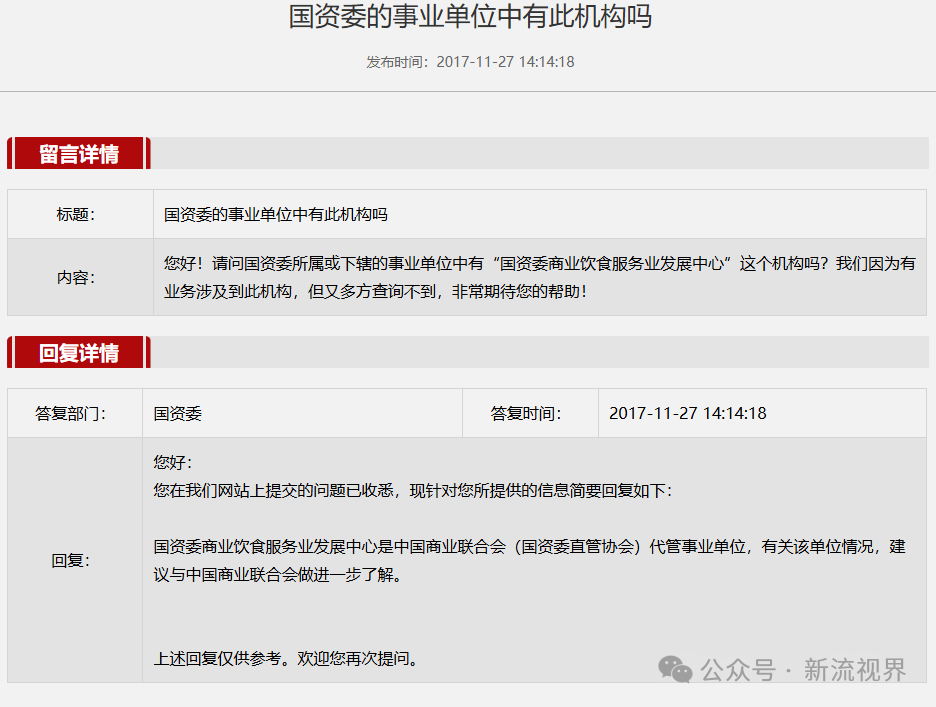 国资委的事业单位中有此机构吗
发布时间：2017-11-27 14:14:18
留言详情
标题： 国资委的事业单位中有此机构吗
内容： 您好！请问国资委所属或下辖的事业单位中有“国资委商业饮食服务业发展中心”这个机构吗？我们因为有
业务涉及到此机构，但又多方查询不到，非常期待您的帮助！
回复详情
答复部门： 国资委 答复时间： 2017-11-27 14:14:18
您好：
您在我们网站上提交的问题已收悉，现针对您所提供的信息简要回复如下：
回复： 国资委商业饮食服务业发展中心是中国商业联合会（国资委直管协会）代管事业单位，有关该单位情况，建
议与中国商业联合会做进一步了解。
上述回复仅供参考。欢迎您再次提问。
公众号 · 新流视界